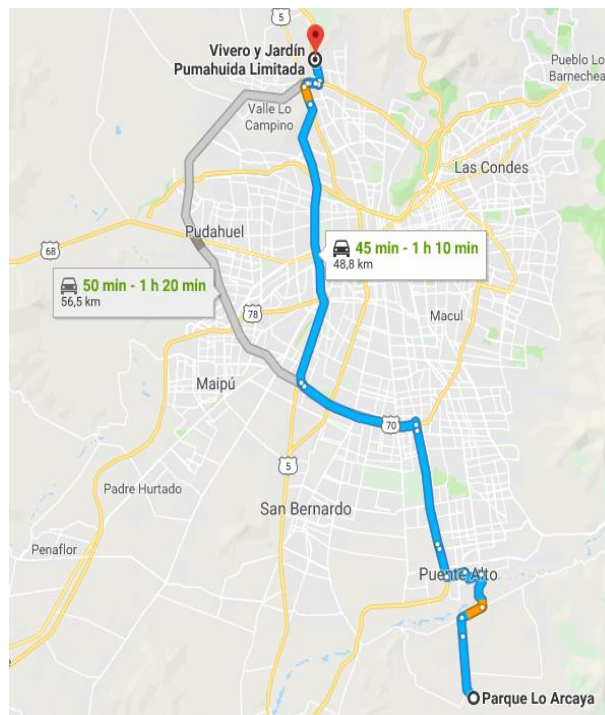 5
Vivero y Jardín
Pumahuida Limitada
Pueblo Lo
Barnechea
Valle Lo
Campino
Las Condes
Pudahuel
68
45 min - 1 h 10 min
48,8 km
50 min - 1 h 20 min
56,5 km
78
Macul
Maipú
70
5
Padre Hurtado
San Bernardo
Penaflor
Puente Alto
Parque Lo Arcaya